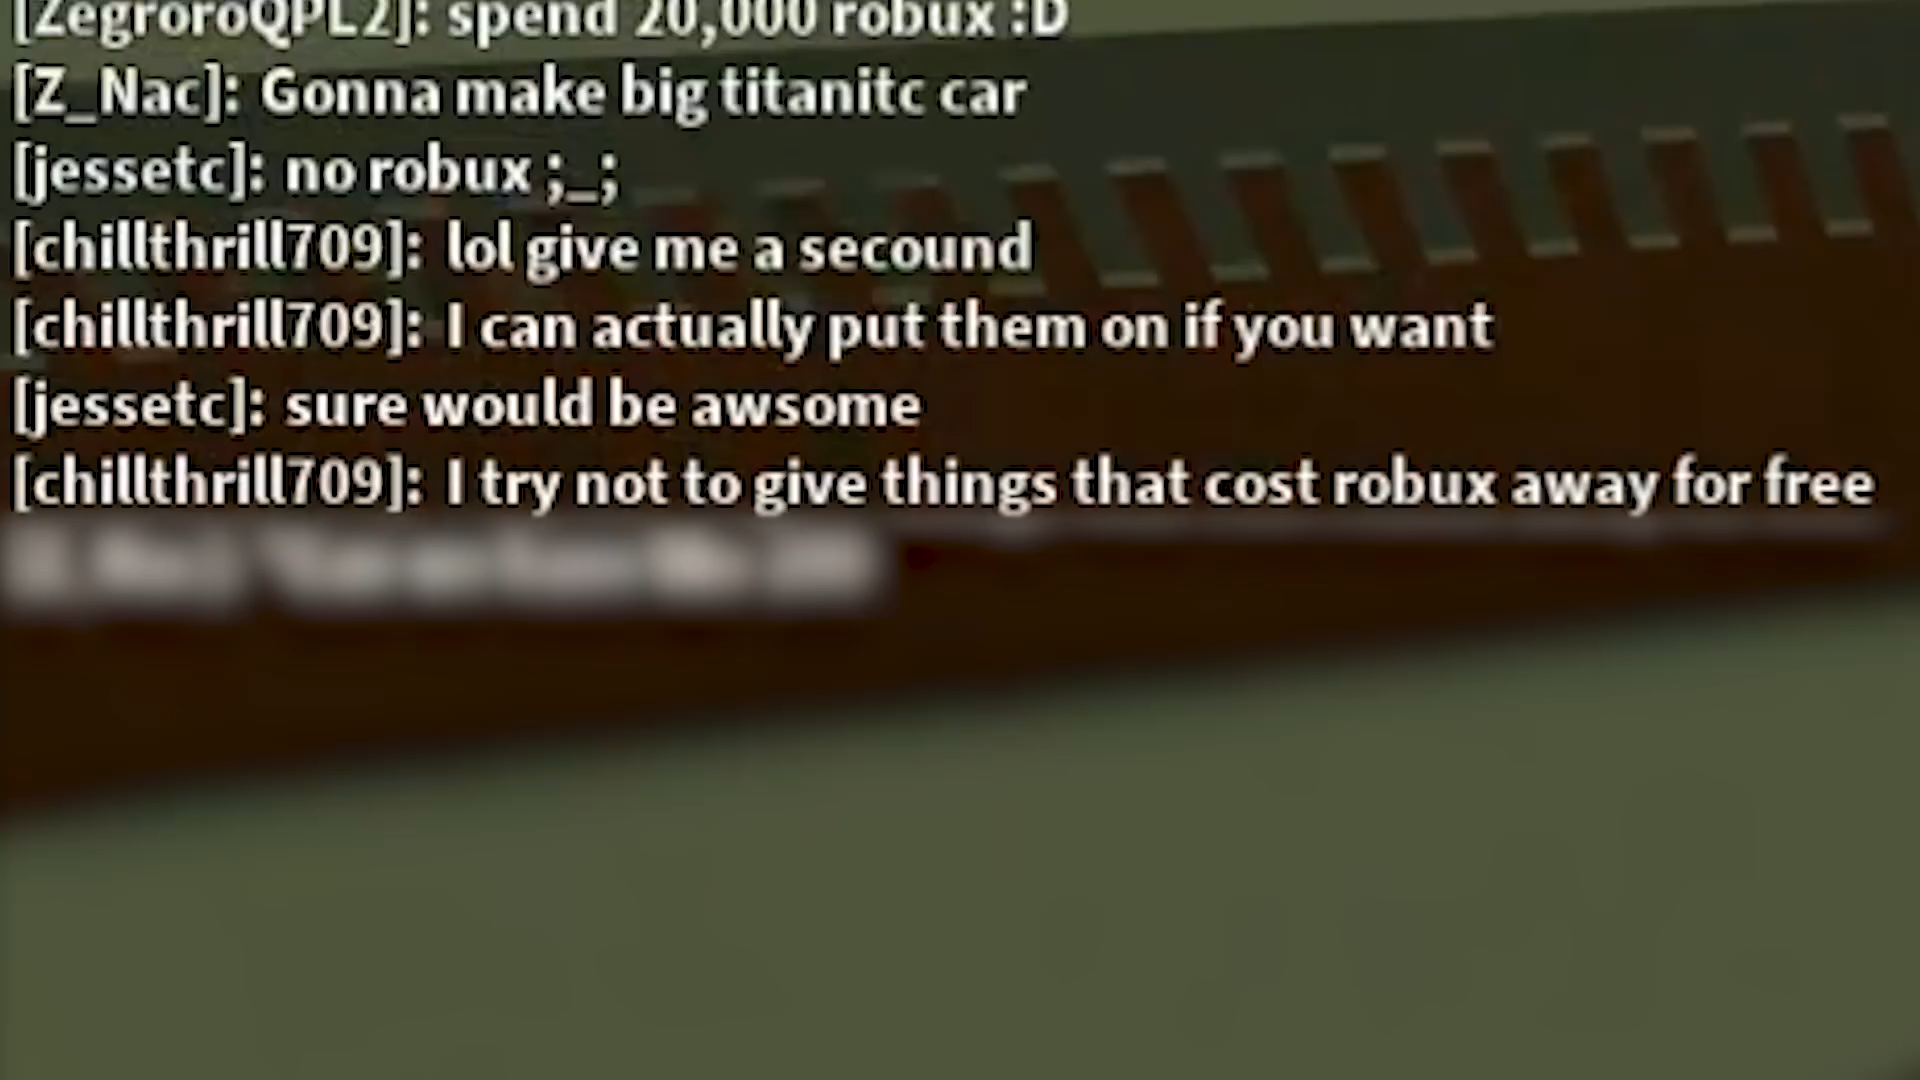 [ZegroroQPL2]: spend 20,000 robux :D
[Z_Nac]: Gonna make big titanitc car
[jessetc]: no robux ;_;
[chillthrill709]: lol give me a secound
[chillthrill709]: I can actually put them on if you want
[jessetc]: sure would be awsome
[chillthrill709]: I try not to give things that cost robux away for free